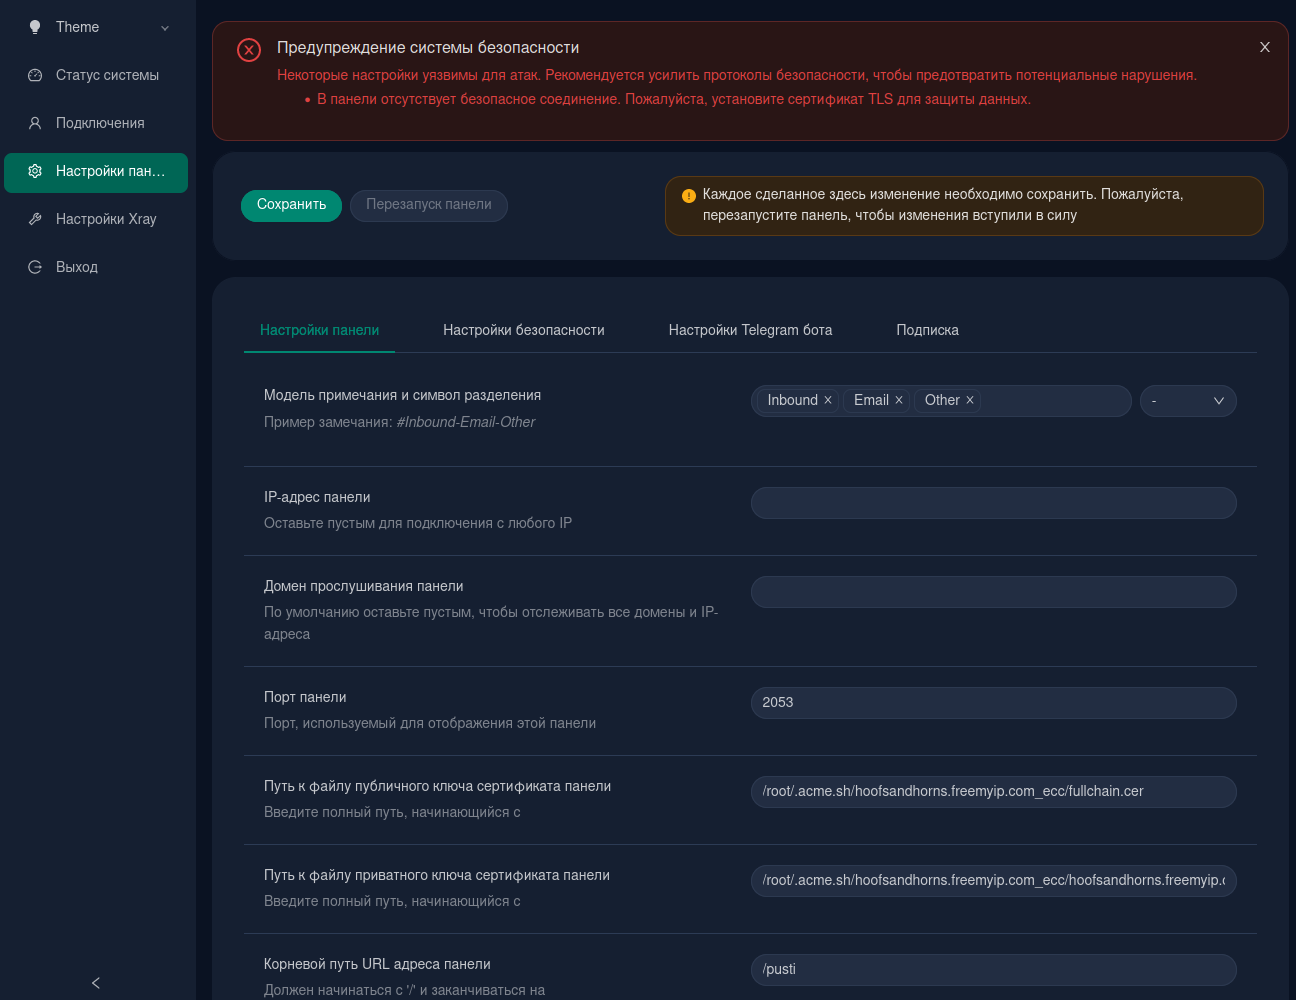 Theme
Статус системы
Подключения
Настройки пан...
Настройки Xray
Выход
Предупреждение системы безопасности
Некоторые настройки уязвимы для атак. Рекомендуется усилить протоколы безопасности, чтобы предотвратить потенциальные нарушения.
• В панели отсутствует безопасное соединение. Пожалуйста, установите сертификат TLS для защиты данных.
Сохранить
Перезапуск панели
Каждое сделанное здесь изменение необходимо сохранить. Пожалуйста,
перезапустите панель, чтобы изменения вступили в силу
Настройки панели
Настройки безопасности
Настройки Telegram бота
Подписка
Модель примечания и символ разделения
Пример замечания: #Inbound-Email-Other
Inbound
Email
Other
-
IP-адрес панели
Оставьте пустым для подключения с любого IP
Домен прослушивания панели
По умолчанию оставьте пустым, чтобы отслеживать все домены и IP-
адреса
Порт панели
Порт, используемый для отображения этой панели
2053
Путь к файлу публичного ключа сертификата панели
Введите полный путь, начинающийся с
/root/.acme.sh/hoofsandhorns.freemyip.com_ecc/fullchain.cer
Путь к файлу приватного ключа сертификата панели
Введите полный путь, начинающийся с
/root/.acme.sh/hoofsandhorns.freemyip.com_ecc/hoofsandhorns.freemyip.c
Корневой путь URL адреса панели
Должен начинаться с '/' и заканчиваться на
/pusti